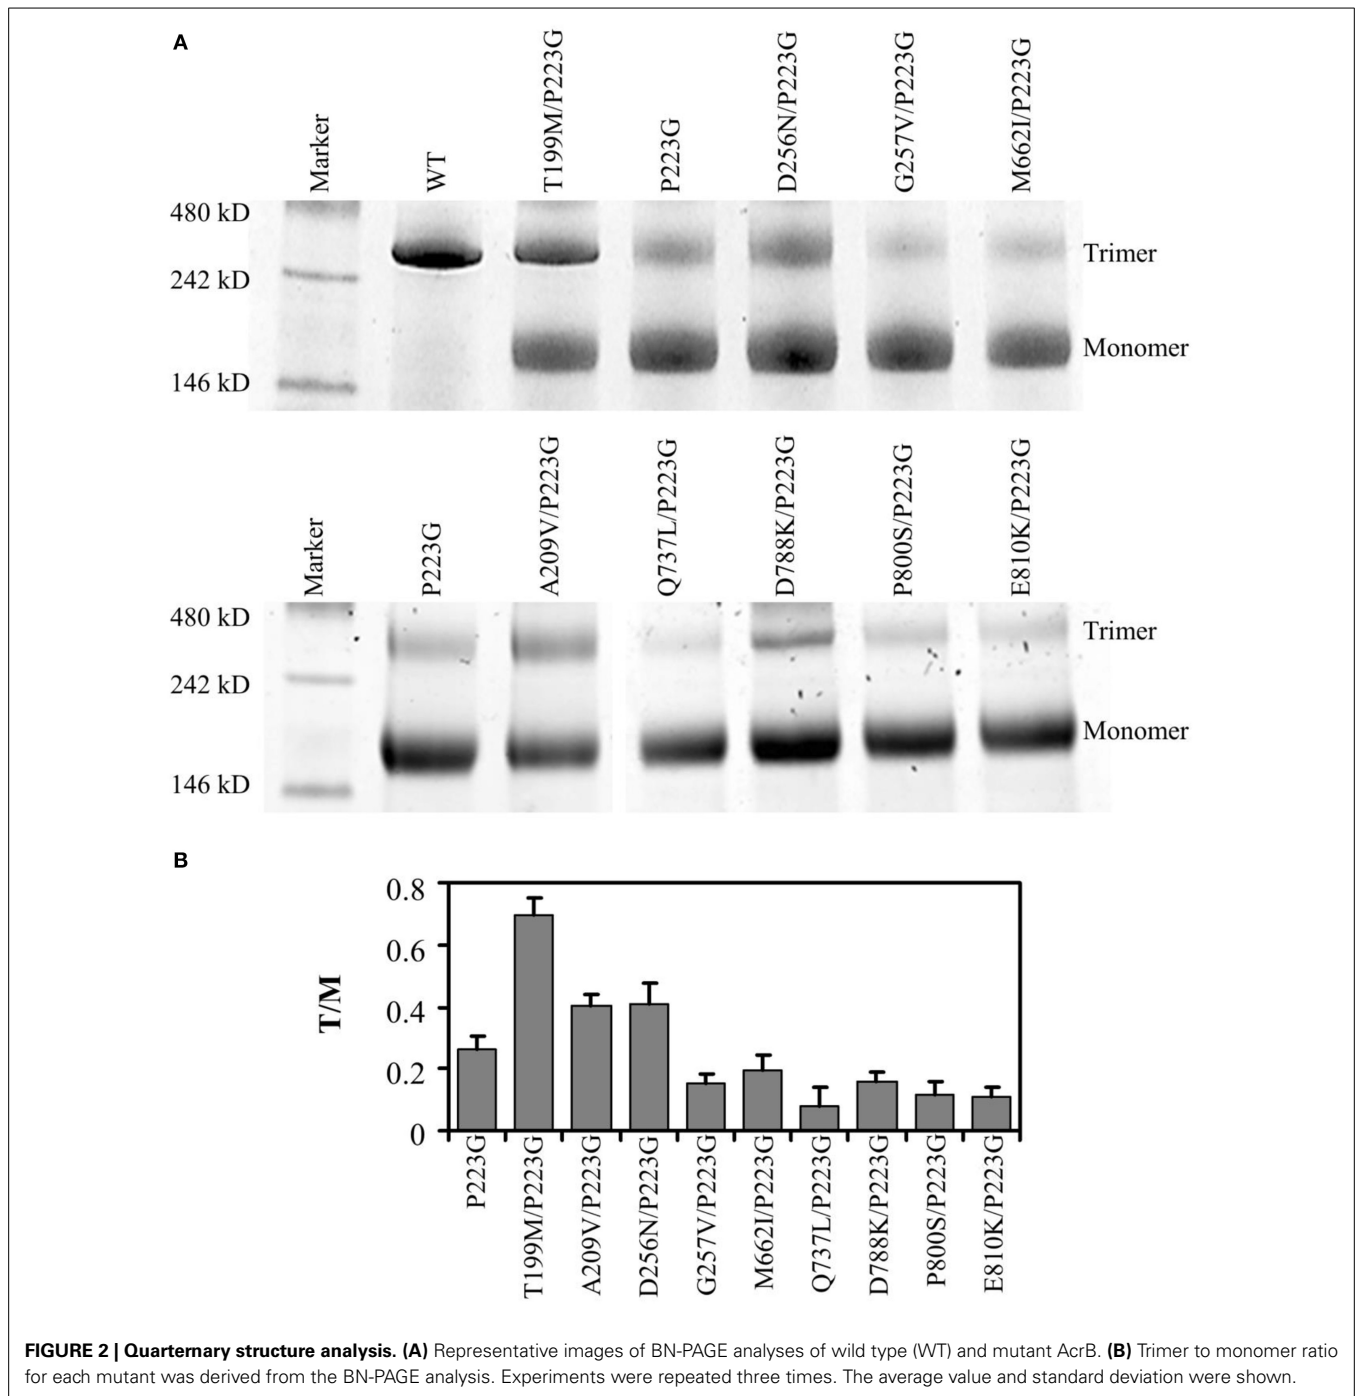 A
Marker
WT
T199M/P223G
P223G
D256N/P223G
G257V/P223G
M662I/P223G
480 kD
242 kD
146 kD
Trimer
Monomer
Marker
P223G
A209V/P223G
Q737L/P223G
D788K/P223G
P800S/P223G
E810K/P223G
480 kD
242 kD
146 kD
Trimer
Monomer
B
T/M
0.8
0.6
0.4
0.2
0
P223G
T199M/P223G
A209V/P223G
D256N/P223G
G257V/P223G
M662I/P223G
Q737L/P223G
D788K/P223G
P800S/P223G
E810K/P223G
FIGURE 2 | Quarternary structure analysis. (A) Representative images of BN-PAGE analyses of wild type (WT) and mutant AcrB. (B) Trimer to monomer ratio
for each mutant was derived from the BN-PAGE analysis. Experiments were repeated three times. The average value and standard deviation were shown.